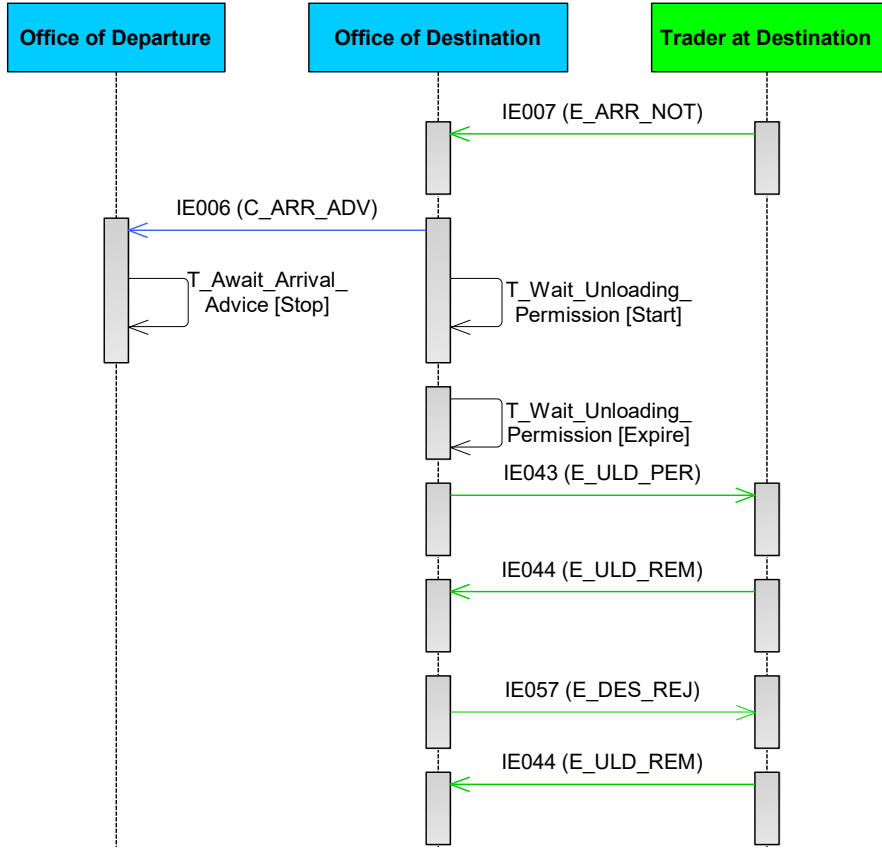 Office of Departure
Office of Destination
Trader at Destination
IE007 (E_ARR_NOT)
IE006 (C_ARR_ADV)
T_Await_Arrival_
Advice [Stop]
T_Wait_Unloading_
Permission [Start]
T_Wait_Unloading_
Permission [Expire]
IE043 (E_ULD_PER)
IE044 (E_ULD_REM)
IE057 (E_DES_REJ)
IE044 (E_ULD_REM)